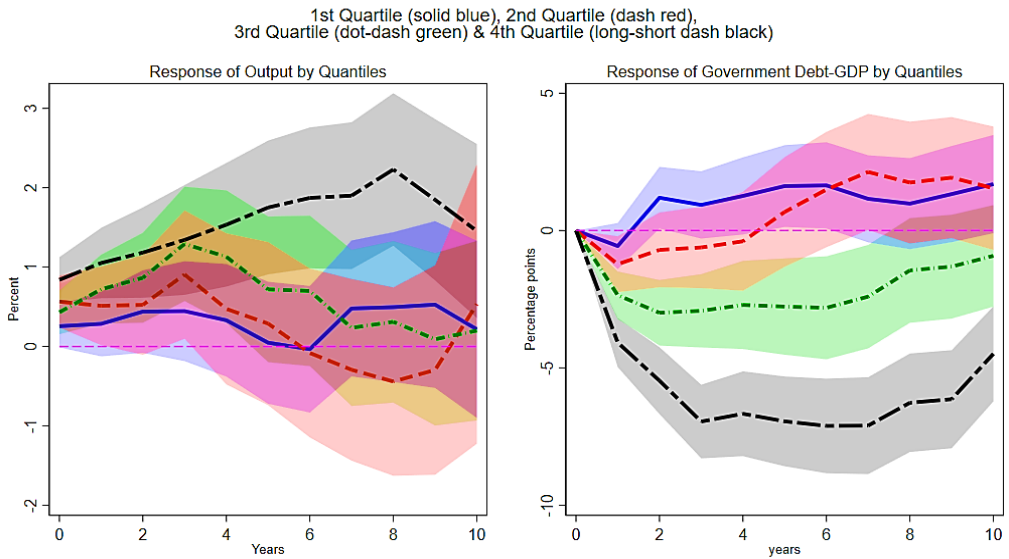 1st Quartile (solid blue), 2nd Quartile (dash red),
3rd Quartile (dot-dash green) & 4th Quartile (long-short dash black)
Response of Output by Quantiles
Percent
3
2
1
0
-1
-2
0 2 4 6 8 10
Years
Response of Government Debt-GDP by Quantiles
Percentage points
5
0
-5
-10
0 2 4 6 8 10
years